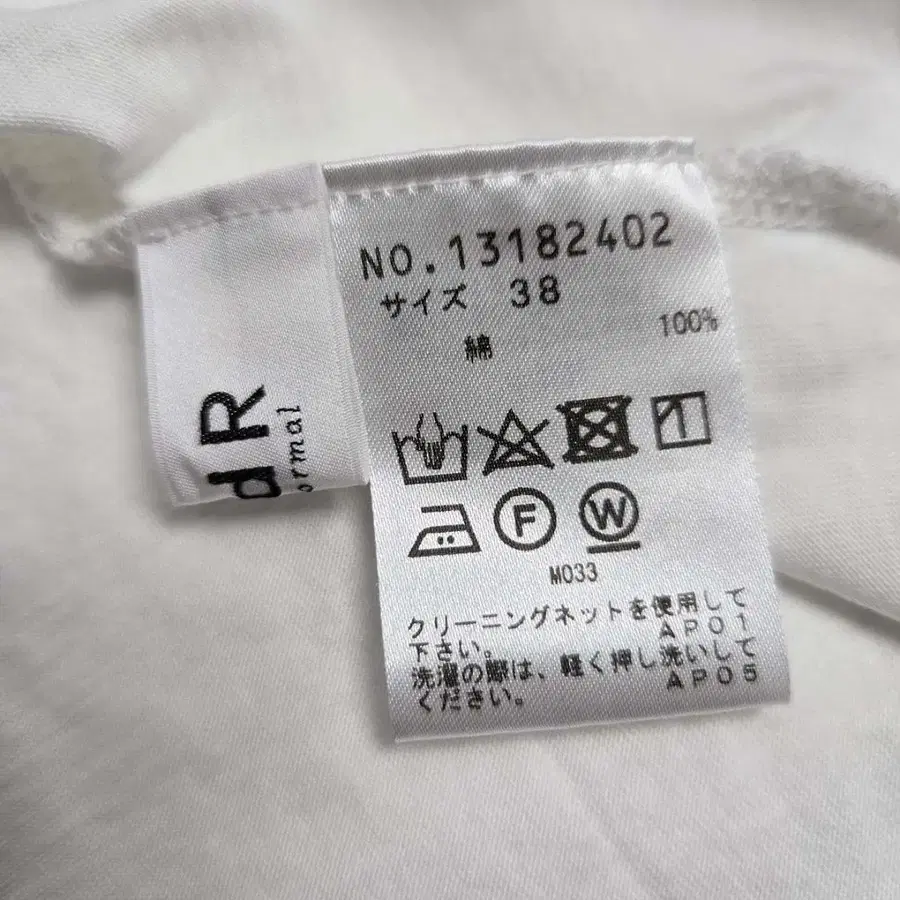 NO.13182402
サイズ 38
綿 100%
F W
M033
クリーニングネットを使用して
下さい。 AP01
洗濯の際は、軽く押し洗いして
ください。 AP05
dR
ormal